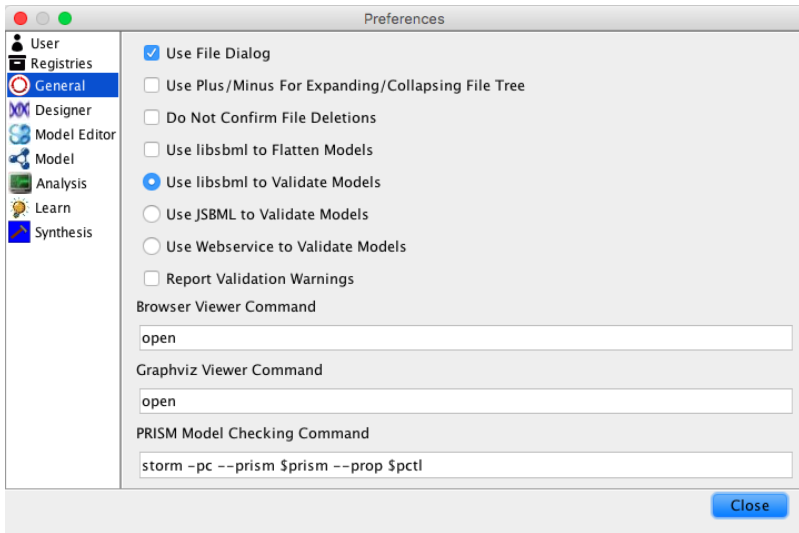 Preferences
User
Registries
General
Designer
Model Editor
Model
Analysis
Learn
Synthesis
Use File Dialog
Use Plus/Minus For Expanding/Collapsing File Tree
Do Not Confirm File Deletions
Use libsbml to Flatten Models
Use libsbml to Validate Models
Use JSBML to Validate Models
Use Webservice to Validate Models
Report Validation Warnings
Browser Viewer Command
open
Graphviz Viewer Command
open
PRISM Model Checking Command
storm -pc --prism $prism --prop $pctl
Close